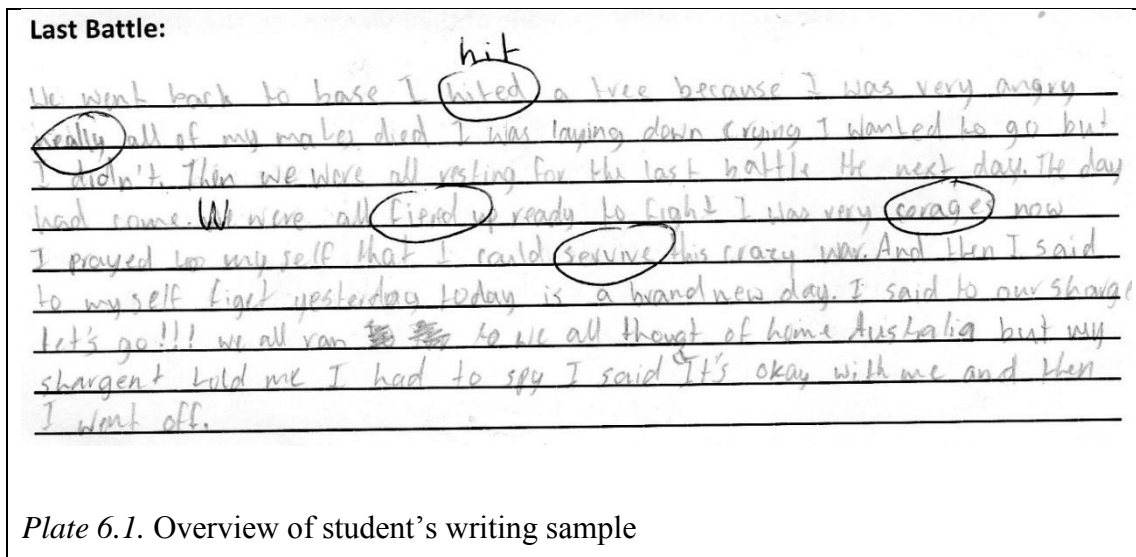 Last Battle:
hit
We went back to base I hited a tree because I was very angry
really all of my mates died I was laying down crying I wanted to go but
I didn't. Then we were all resting for the last battle the next day. The day
had come. We were all fierd up ready to fight I was very corages now
I prayed too my self that I could servive this crazy war. And then I said
to my self yesterday today is a brand new day. I said to our sharge
let's go!!! we all ran to we all thougt of home Australia but my
shargent told me I had to spy I said It's okay with me and then
I went off.
Plate 6.1. Overview of student's writing sample